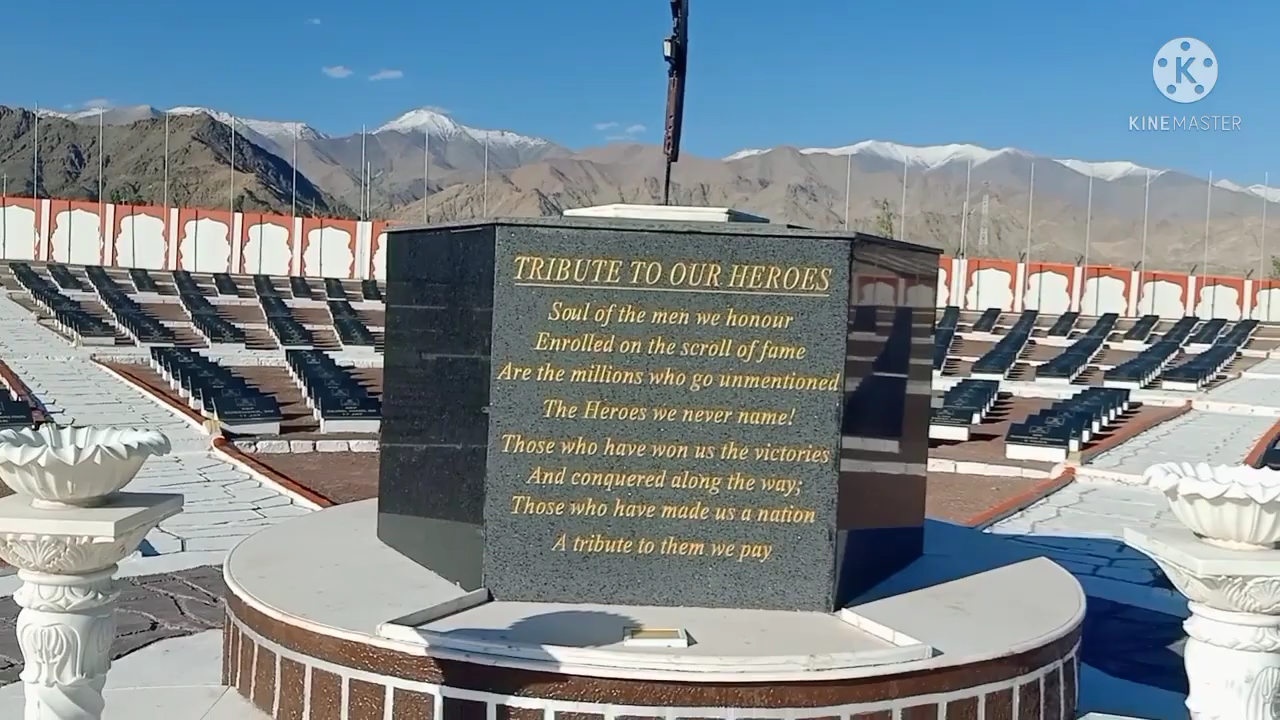 KINEMASTER
TRIBUTE TO OUR HEROES
Soul of the men we honour
Enrolled on the scroll of fame
Are the millions who go unmentioned
The Heroes we never name!
Those who have won us the victories
And conquered along the way;
Those who have made us a nation
A tribute to them we pay